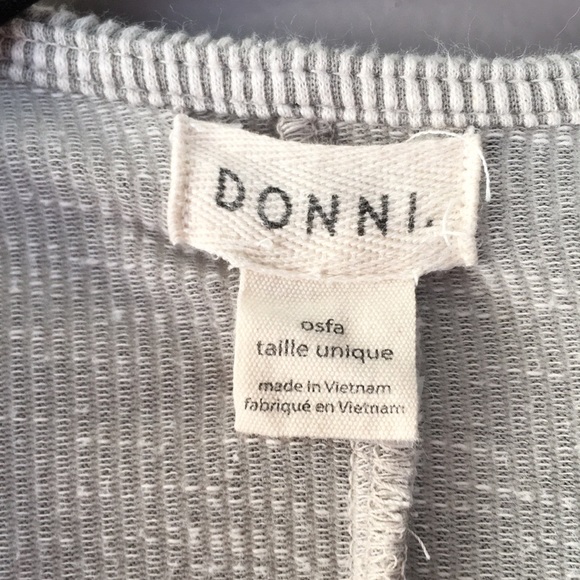 DONNI.
osfa
taille unique
made in Vietnam
fabriqué en Vietnam